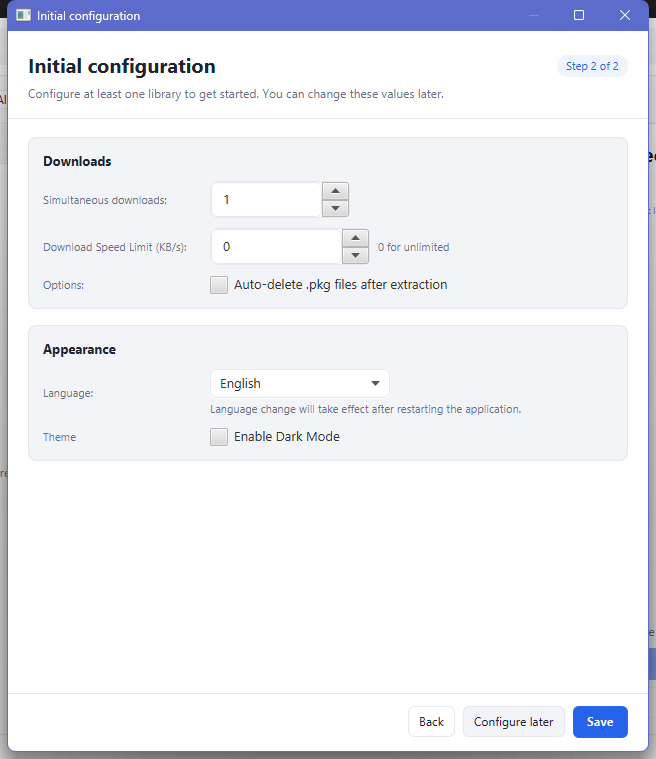 Initial configuration
Initial configuration
Step 2 of 2
Configure at least one library to get started. You can change these values later.
Downloads
Simultaneous downloads:
1
Download Speed Limit (KB/s):
0
0 for unlimited
Options:
Auto-delete .pkg files after extraction
Appearance
Language:
English
Language change will take effect after restarting the application.
Theme
Enable Dark Mode
Back
Configure later
Save